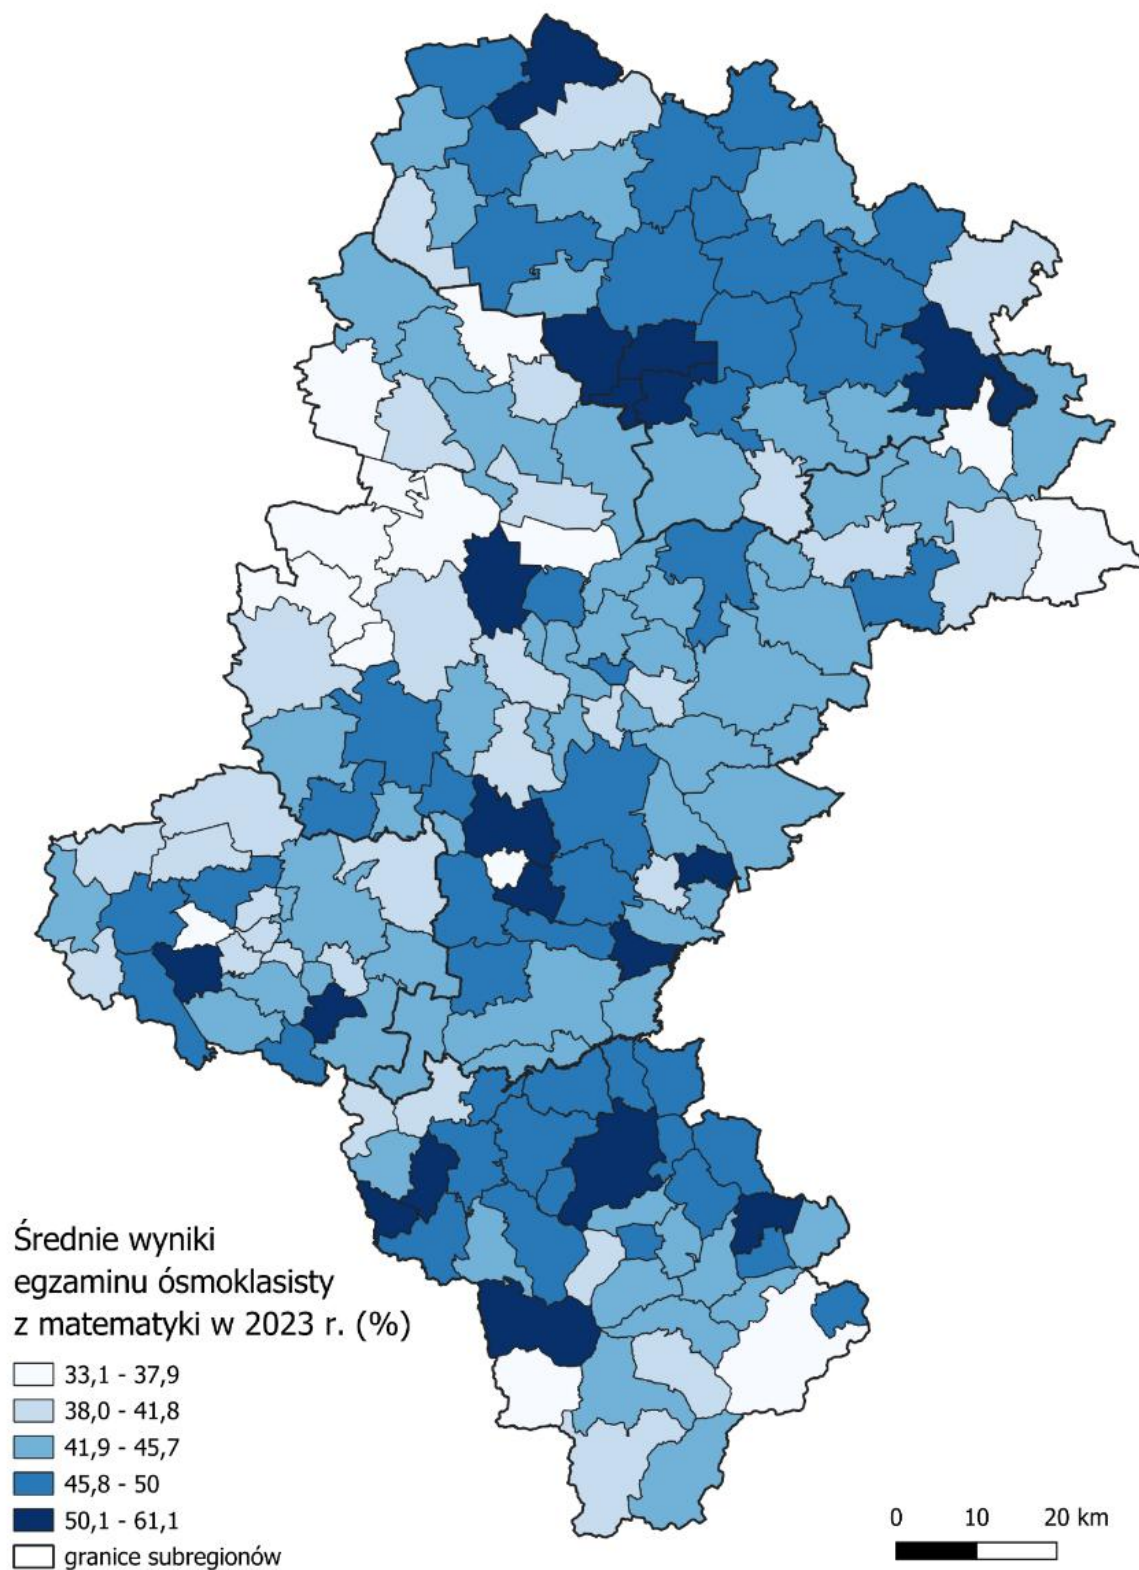 Średnie wyniki
egzaminu ósmoklasisty
z matematyki w 2023 r. (%)
33,1 - 37,9
38,0 - 41,8
41,9 - 45,7
45,8 - 50
50,1 - 61,1
granice subregionów
0 10 20 km